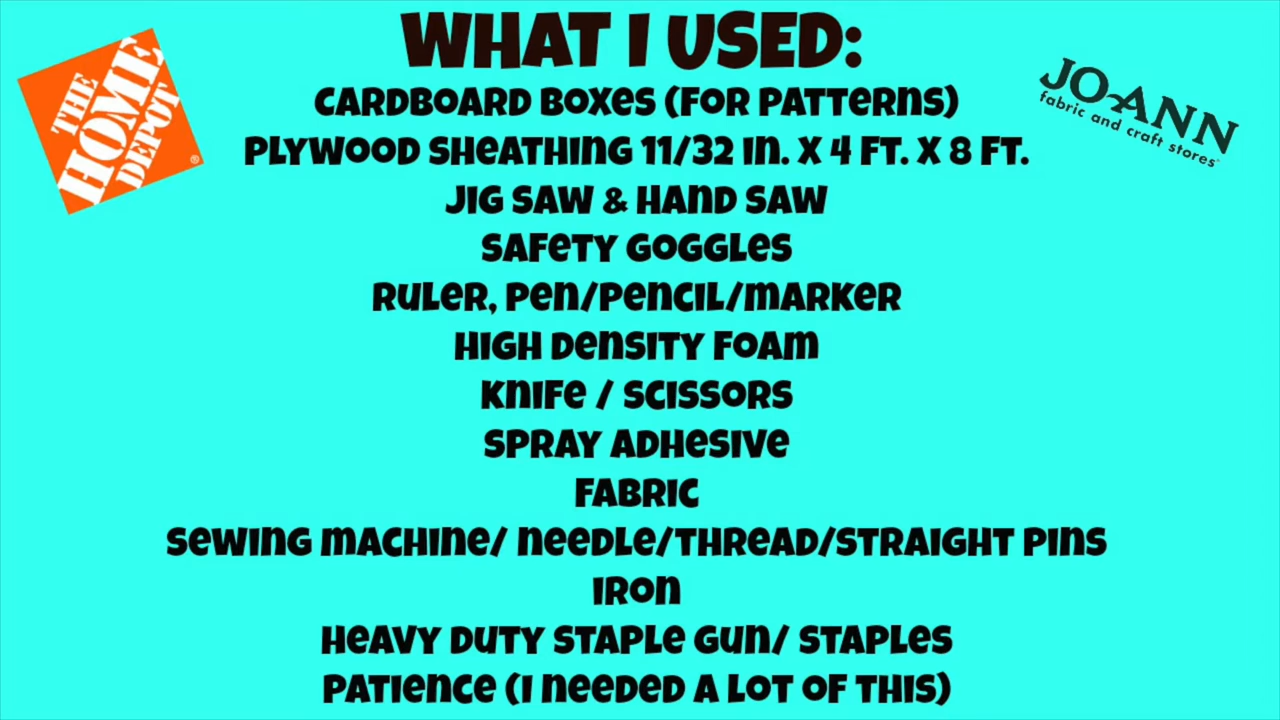 WHAT I USED:
THE
HOME
DEPOT
®
JO-ANN
fabric and craft stores®
CARDBOARD BOXES (FOR PATTERNS)
PLYWOOD SHEATHING 11/32 IN. X 4 FT. X 8 FT.
JIG SAW & HAND SAW
SAFETY GOGGLES
RULER, PEN/PENCIL/MARKER
HIGH DENSITY FOAM
KNIFE / SCISSORS
SPRAY ADHESIVE
FABRIC
SEWING MACHINE/ NEEDLE/THREAD/STRAIGHT PINS
IRON
HEAVY DUTY STAPLE GUN/ STAPLES
PATIENCE (I NEEDED A LOT OF THIS)